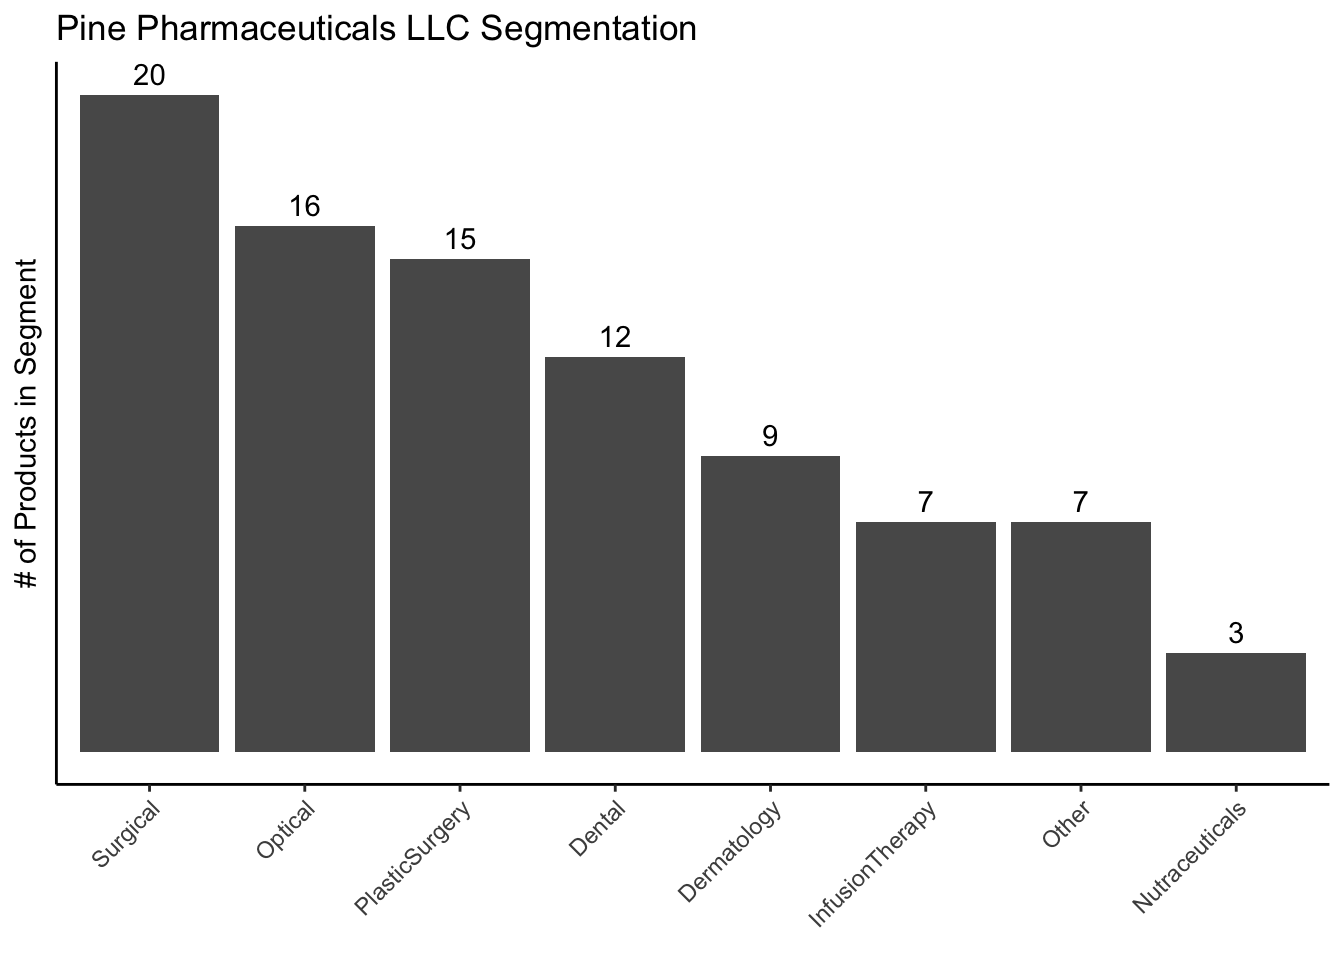 Pine Pharmaceuticals LLC Segmentation
# of Products in Segment
20
16
15
12
9
7
7
3
Surgical
Optical
PlasticSurgery
Dental
Dermatology
InfusionTherapy
Other
Nutraceuticals